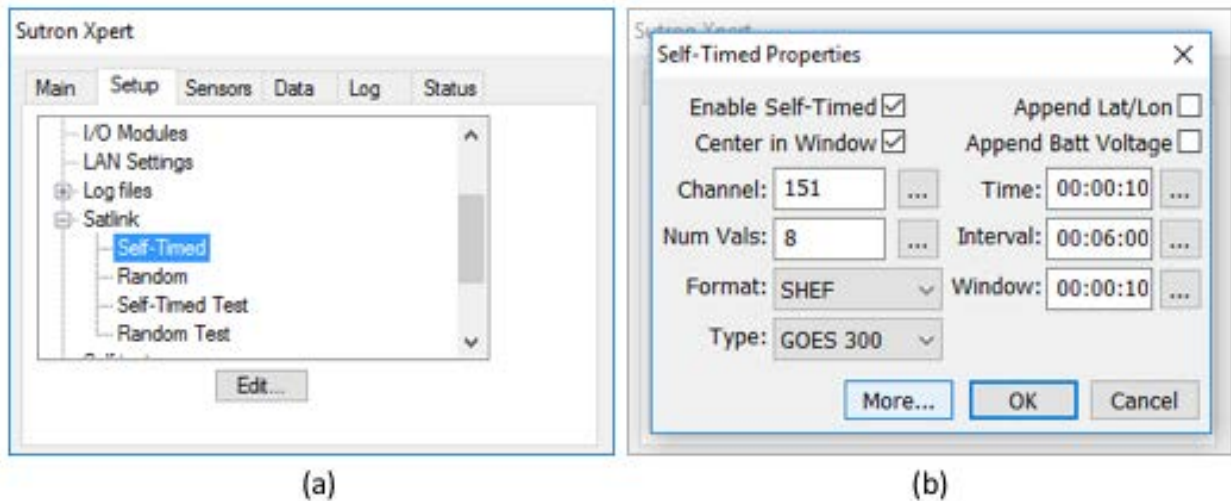 Sutron Xpert
Main Setup Sensors Data Log Status
I/O Modules
LAN Settings
Log files
Satlink
Self-Timed
Random
Self-Timed Test
Random Test
Edit...
(a)
Self-Timed Properties
Enable Self-Timed Append Lat/Lon
Center in Window Append Batt Voltage
Channel: 151 ... Time: 00:00:10 ...
Num Vals: 8 ... Interval: 00:06:00 ...
Format: SHEF Window: 00:00:10 ...
Type: GOES 300
More... OK Cancel
(b)